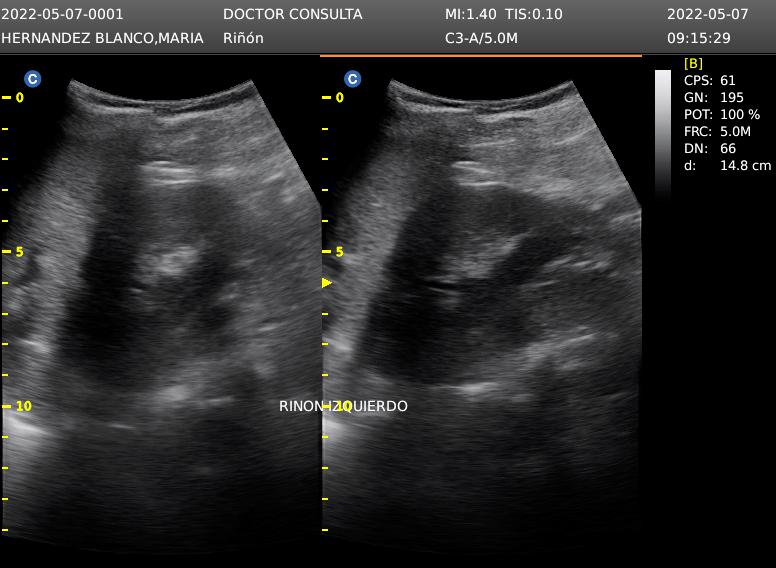 2022-05-07-0001 DOCTOR CONSULTA MI:1.40 TIS:0.10 2022-05-07
HERNANDEZ BLANCO,MARIA Riñón C3-A/5.0M 09:15:29
[B]
C C CPS: 61
0 0 GN: 195
POT: 100 %
FRC: 5.0M
DN: 66
d: 14.8 cm
5 5
10 10
RINON IZQUIERDO